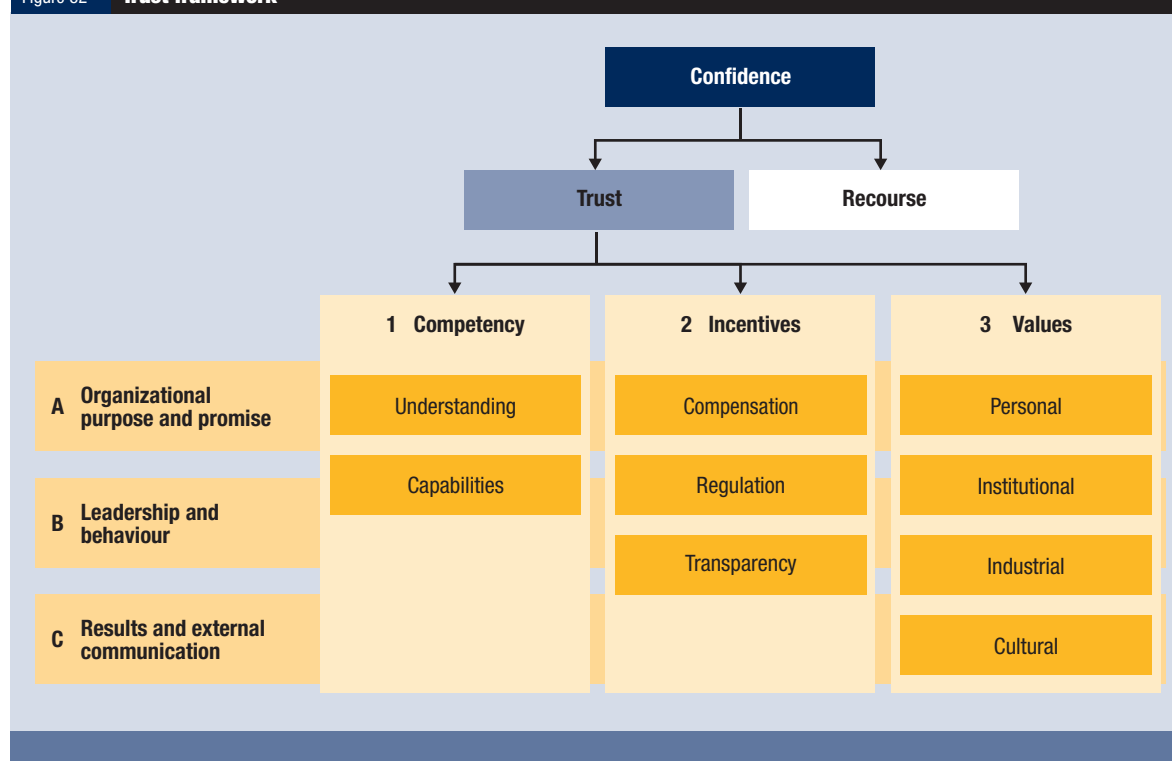 Confidence
Trust
Recourse
1 Competency
2 Incentives
3 Values
A Organizational
purpose and promise
Understanding
Compensation
Personal
Capabilities
Regulation
Institutional
B Leadership and
behaviour
Transparency
Industrial
C Results and external
communication
Cultural